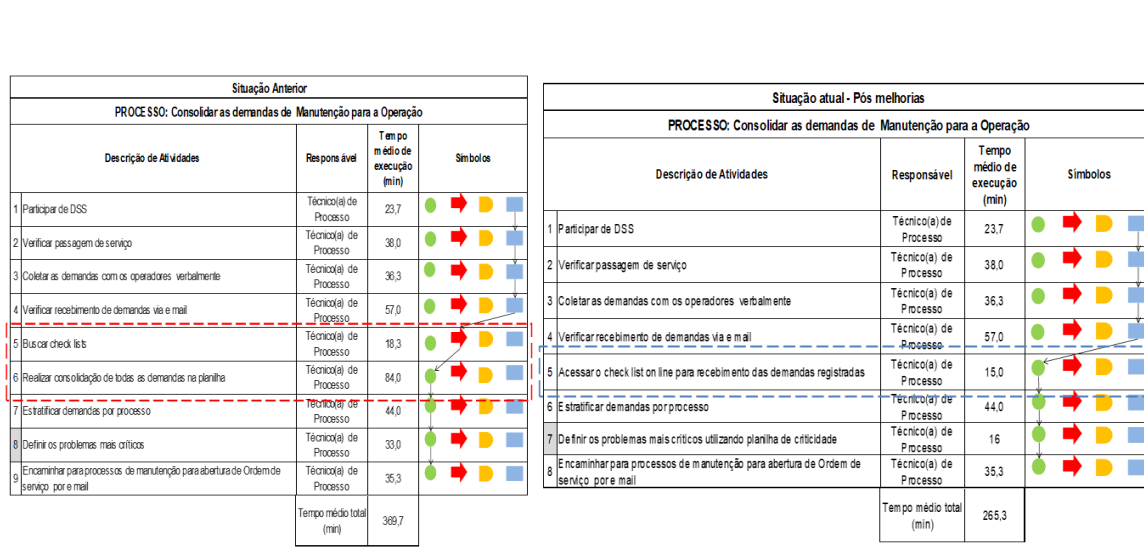 Situação Anterior
PROCESSO: Consolidar as demandas de Manutenção para a Operação
Descrição de Atividades
Responsável
Tempo
médio de
execução
(min)
Símbolos
1 Participar de DSS
Técnico(a) de
Processo
23,7
2 Verificar passagem de serviço
Técnico(a) de
Processo
38,0
3 Coletar as demandas com os operadores verbalmente
Técnico(a) de
Processo
36,3
4 Verificar recebimento de demandas via e mail
Técnico(a) de
Processo
57,0
5 Buscar check lists
Técnico(a) de
Processo
18,3
6 Realizar consolidação de todas as demandas na planilha
Técnico(a) de
Processo
84,0
7 Estratificar demandas por processo
Técnico(a) de
Processo
44,0
8 Definir os problemas mais críticos
Técnico(a) de
Processo
33,0
9 Encaminhar para processos de manutenção para abertura de Ordem de
serviço por e mail
Técnico(a) de
Processo
35,3
Tempo médio total
(min)
369,7
Situação atual - Pós melhorias
PROCESSO: Consolidar as demandas de Manutenção para a Operação
Descrição de Atividades
Responsável
Tempo
médio de
execução
(min)
Símbolos
1 Participar de DSS
Técnico(a) de
Processo
23,7
2 Verificar passagem de serviço
Técnico(a) de
Processo
38,0
3 Coletar as demandas com os operadores verbalmente
Técnico(a) de
Processo
36,3
4 Verificar recebimento de demandas via e mail
Técnico(a) de
Processo
57,0
5 Acessar o check list on line para recebimento das demandas registradas
Técnico(a) de
Processo
15,0
6 Estratificar demandas por processo
Técnico(a) de
Processo
44,0
7 Definir os problemas mais criticos utilizando planilha de criticidade
Técnico(a) de
Processo
16
8 Encaminhar para processos de manutenção para abertura de Ordem de
serviço por e mail
Técnico(a) de
Processo
35,3
Tempo médio total
(min)
265,3